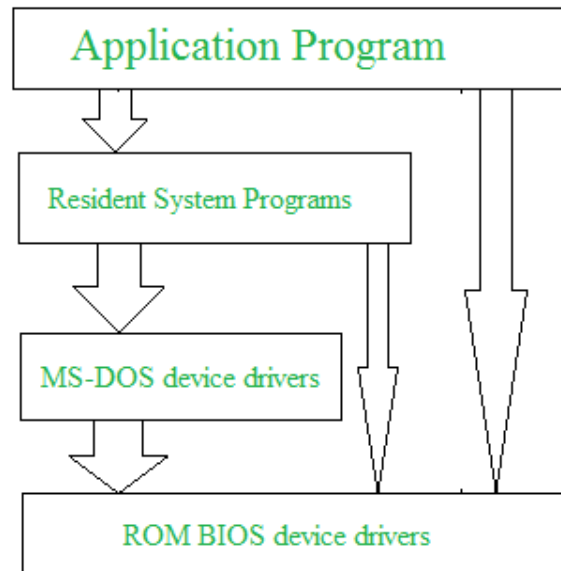 Application Program
Resident System Programs
MS-DOS device drivers
ROM BIOS device drivers